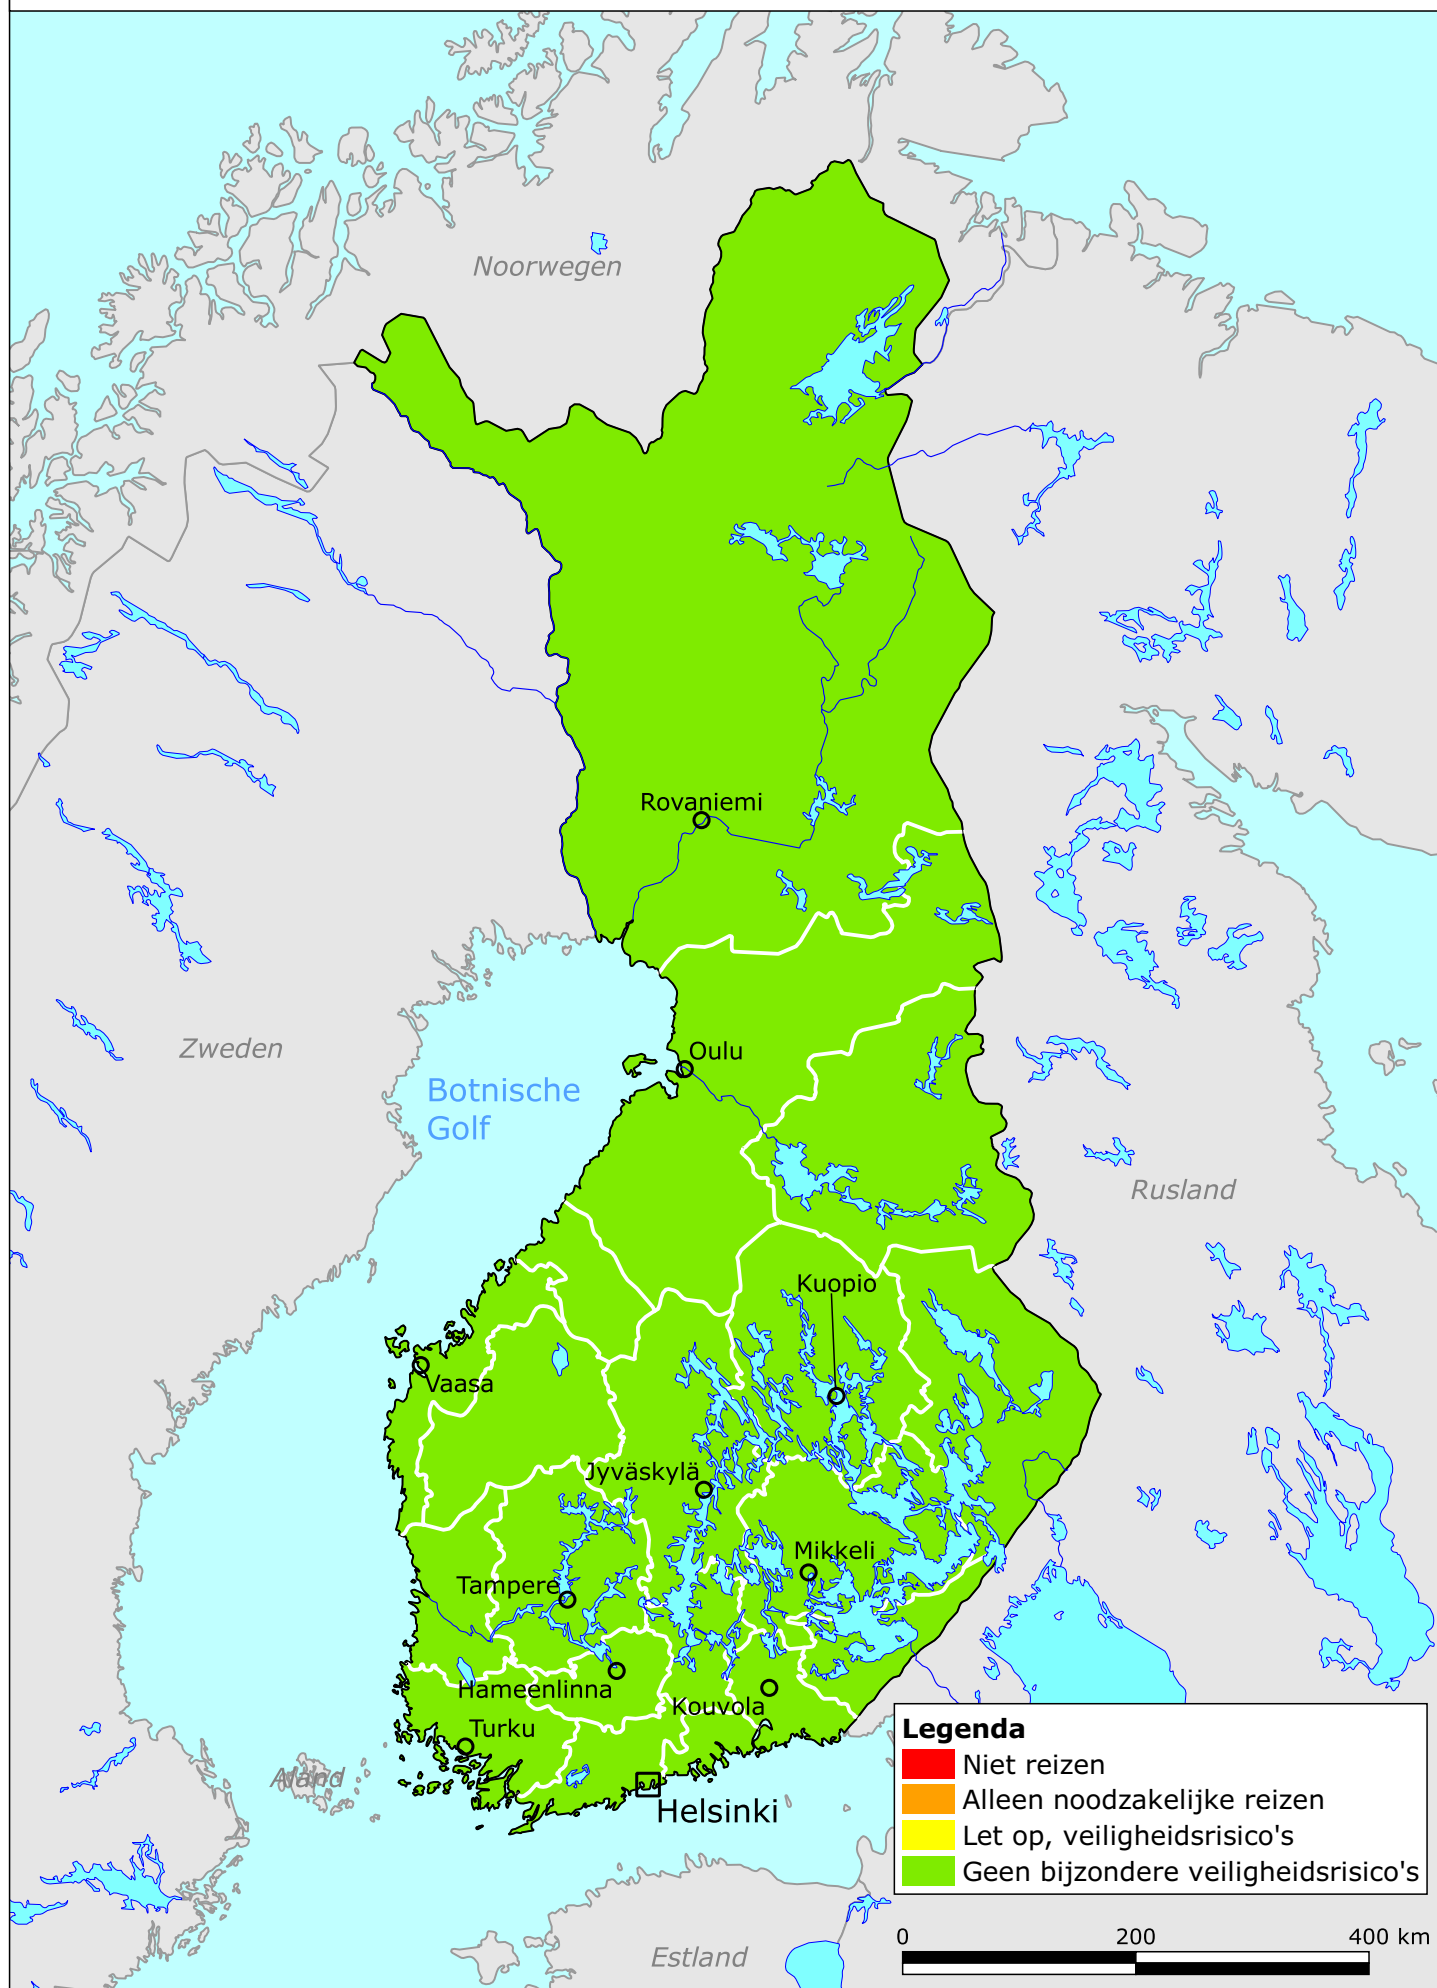 Noorwegen
Rovaniemi
Zweden
Oulu
Botnische
Golf
Rusland
Kuopio
Vaasa
Jyväskylä
Mikkeli
Tampere
Hameenlinna
Kouvola
Turku
Åland
Helsinki
Estland
Legenda
Niet reizen
Alleen noodzakelijke reizen
Let op, veiligheidsrisico's
Geen bijzondere veiligheidsrisico's
0 200 400 km